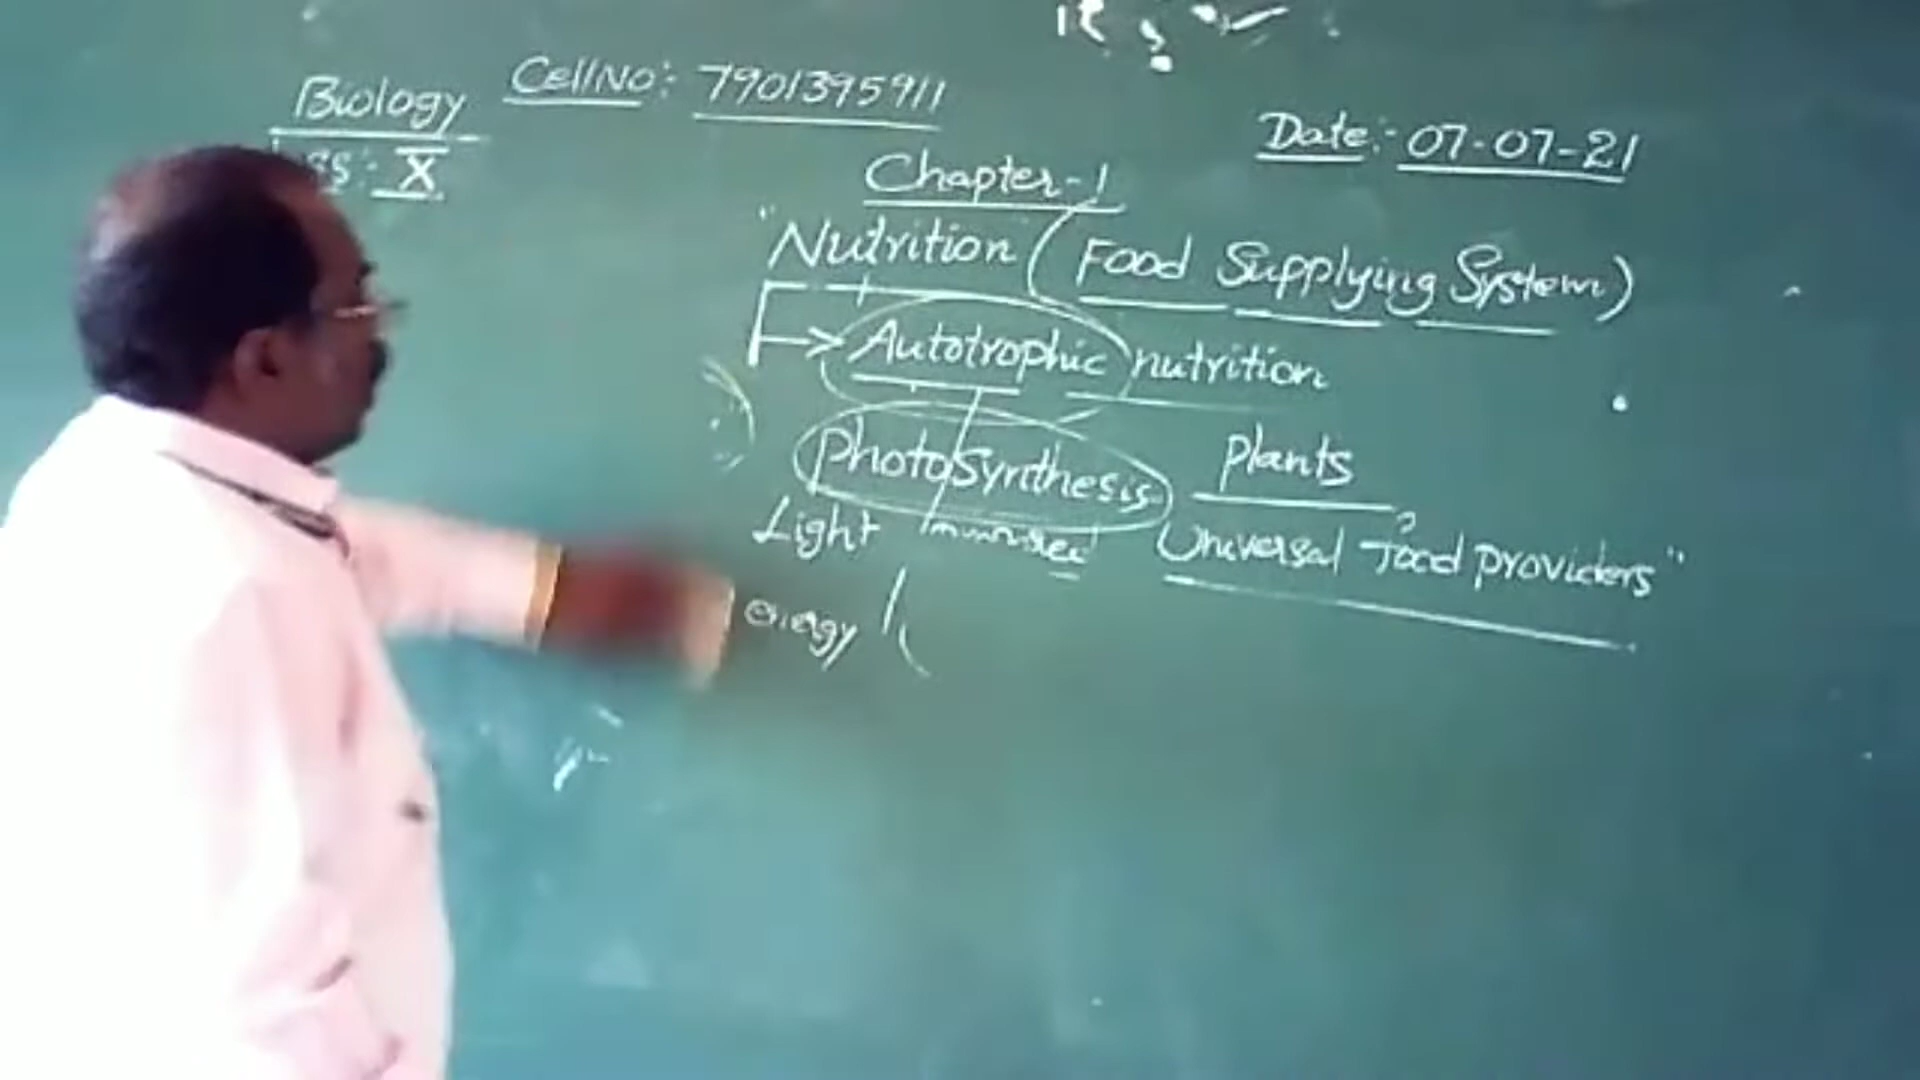 Biology CellNo:- 7901395911
Date:- 07-07-21
ss:- X
Chapter-1
"Nutrition (Food Supplying System)
Autotrophic nutrition
Photosynthesis plants
Light Universal food providers"
energy